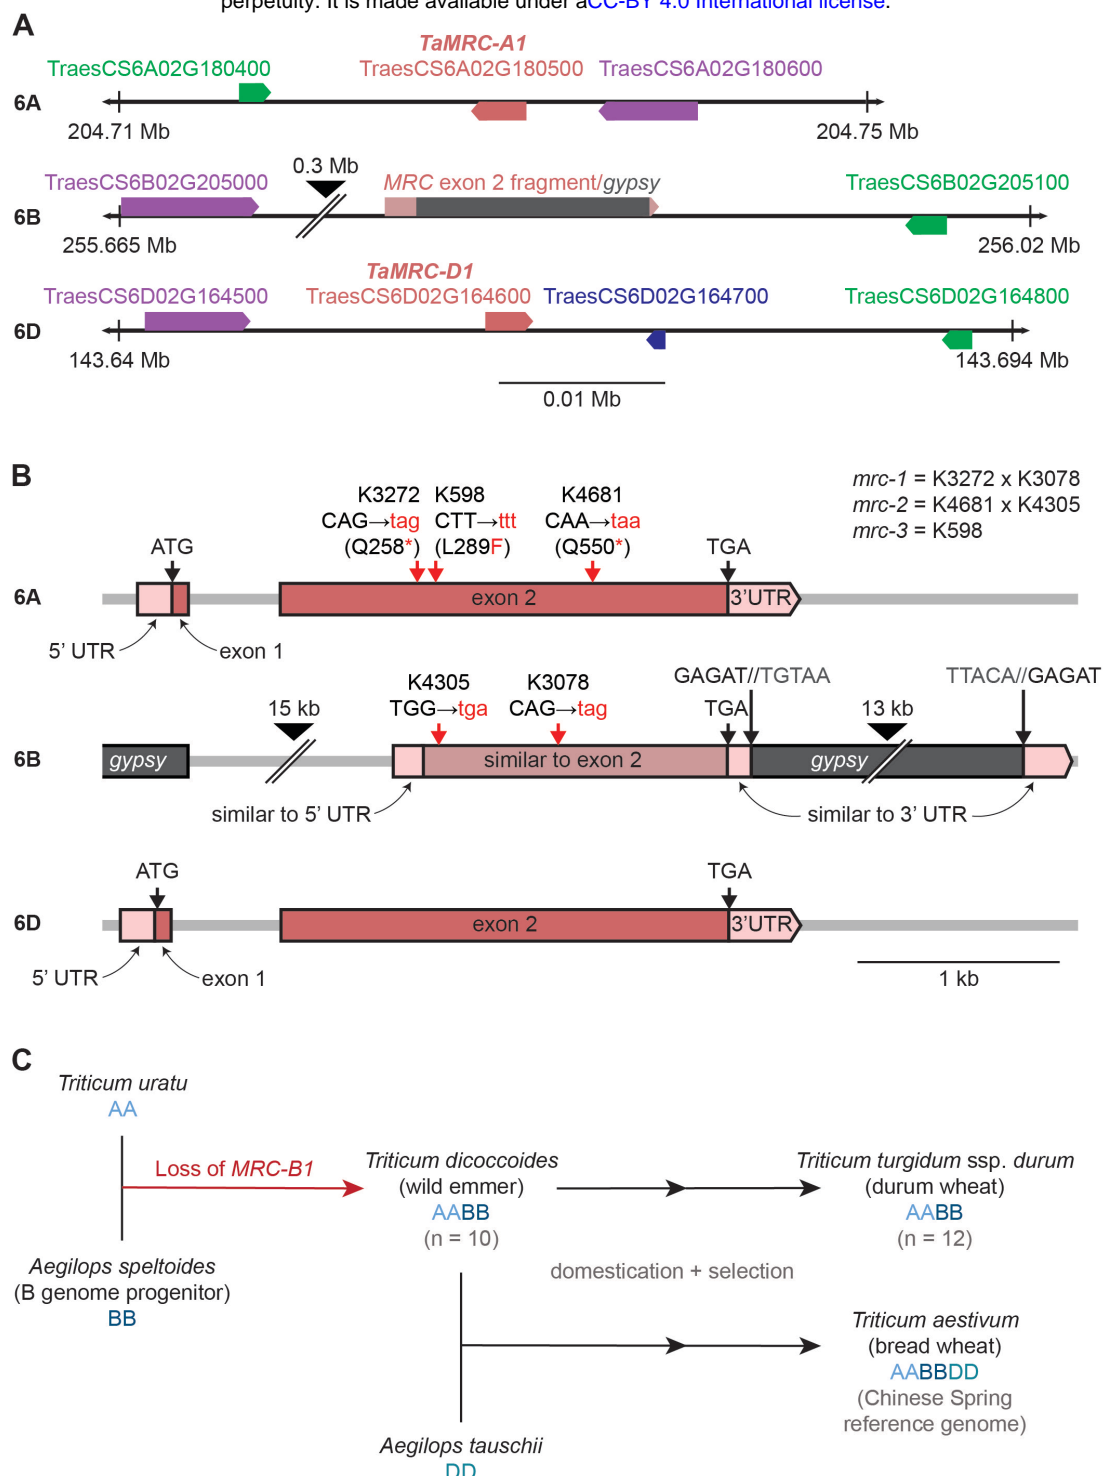 perpetuity. It is made available under aCC-BY 4.0 International license.
A
TaMRC-A1
TraesCS6A02G180400 TraesCS6A02G180500 TraesCS6A02G180600
6A
204.71 Mb 204.75 Mb
0.3 Mb
TraesCS6B02G205000 MRC exon 2 fragment/gypsy TraesCS6B02G205100
6B
255.665 Mb 256.02 Mb
TaMRC-D1
TraesCS6D02G164500 TraesCS6D02G164600 TraesCS6D02G164700 TraesCS6D02G164800
6D
143.64 Mb 143.694 Mb
0.01 Mb
B
mrc-1 = K3272 x K3078
mrc-2 = K4681 x K4305
mrc-3 = K598
K3272 K598 K4681
CAG→tag CTT→ttt CAA→taa
ATG (Q258*) (L289F) (Q550*) TGA
6A exon 2 3'UTR
5' UTR exon 1
GAGAT//TGTAA TTACA//GAGAT
K4305 K3078
15 kb TGG→tga CAG→tag TGA 13 kb
6B gypsy similar to exon 2 gypsy
similar to 5' UTR similar to 3' UTR
ATG TGA
6D exon 2 3'UTR
5' UTR exon 1
1 kb
C
Triticum uratu
AA
Loss of MRC-B1
Triticum dicoccoides
(wild emmer)
AABB
(n = 10)
Triticum turgidum ssp. durum
(durum wheat)
AABB
(n = 12)
Aegilops speltoides
(B genome progenitor)
BB
domestication + selection
Triticum aestivum
(bread wheat)
AABBDD
(Chinese Spring
reference genome)
Aegilops tauschii
DD